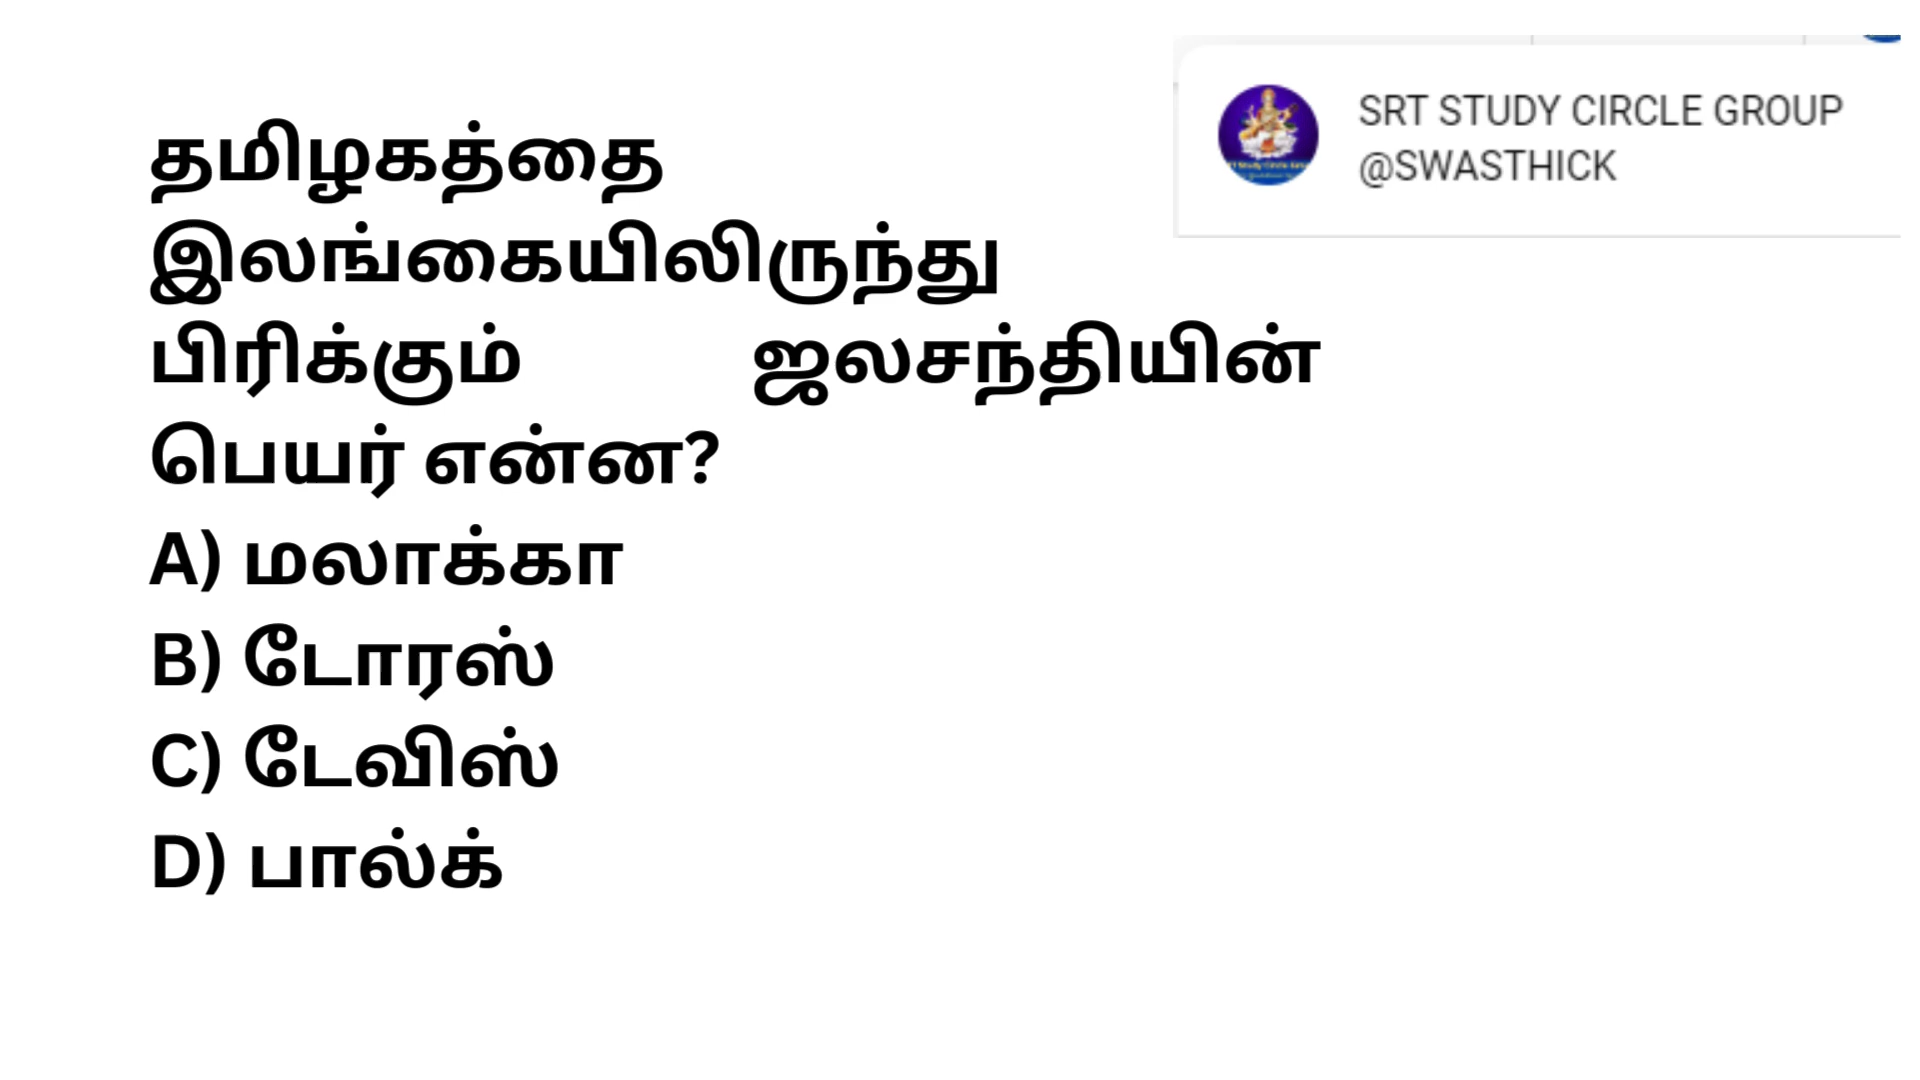 SRT STUDY CIRCLE GROUP
@SWASTHICK
தமிழகத்தை
இலங்கையிலிருந்து
பிரிக்கும் ஜலசந்தியின்
பெயர் என்ன?
A) மலாக்கா
B) டோரஸ்
C) டேவிஸ்
D) பால்க்